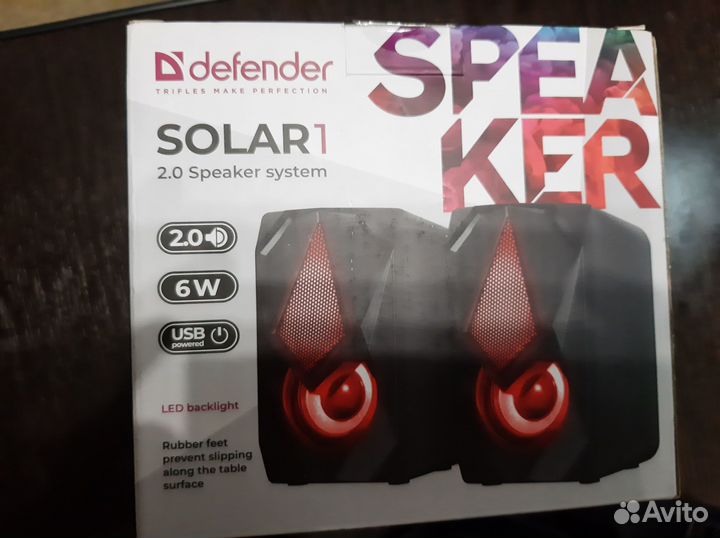 defender
TRIFLES MAKE PERFECTION
SPEA
KER
SOLAR1
2.0 Speaker system
2.0
6W
USB
powered
LED backlight
Rubber feet
prevent slipping
along the table
surface
Avito